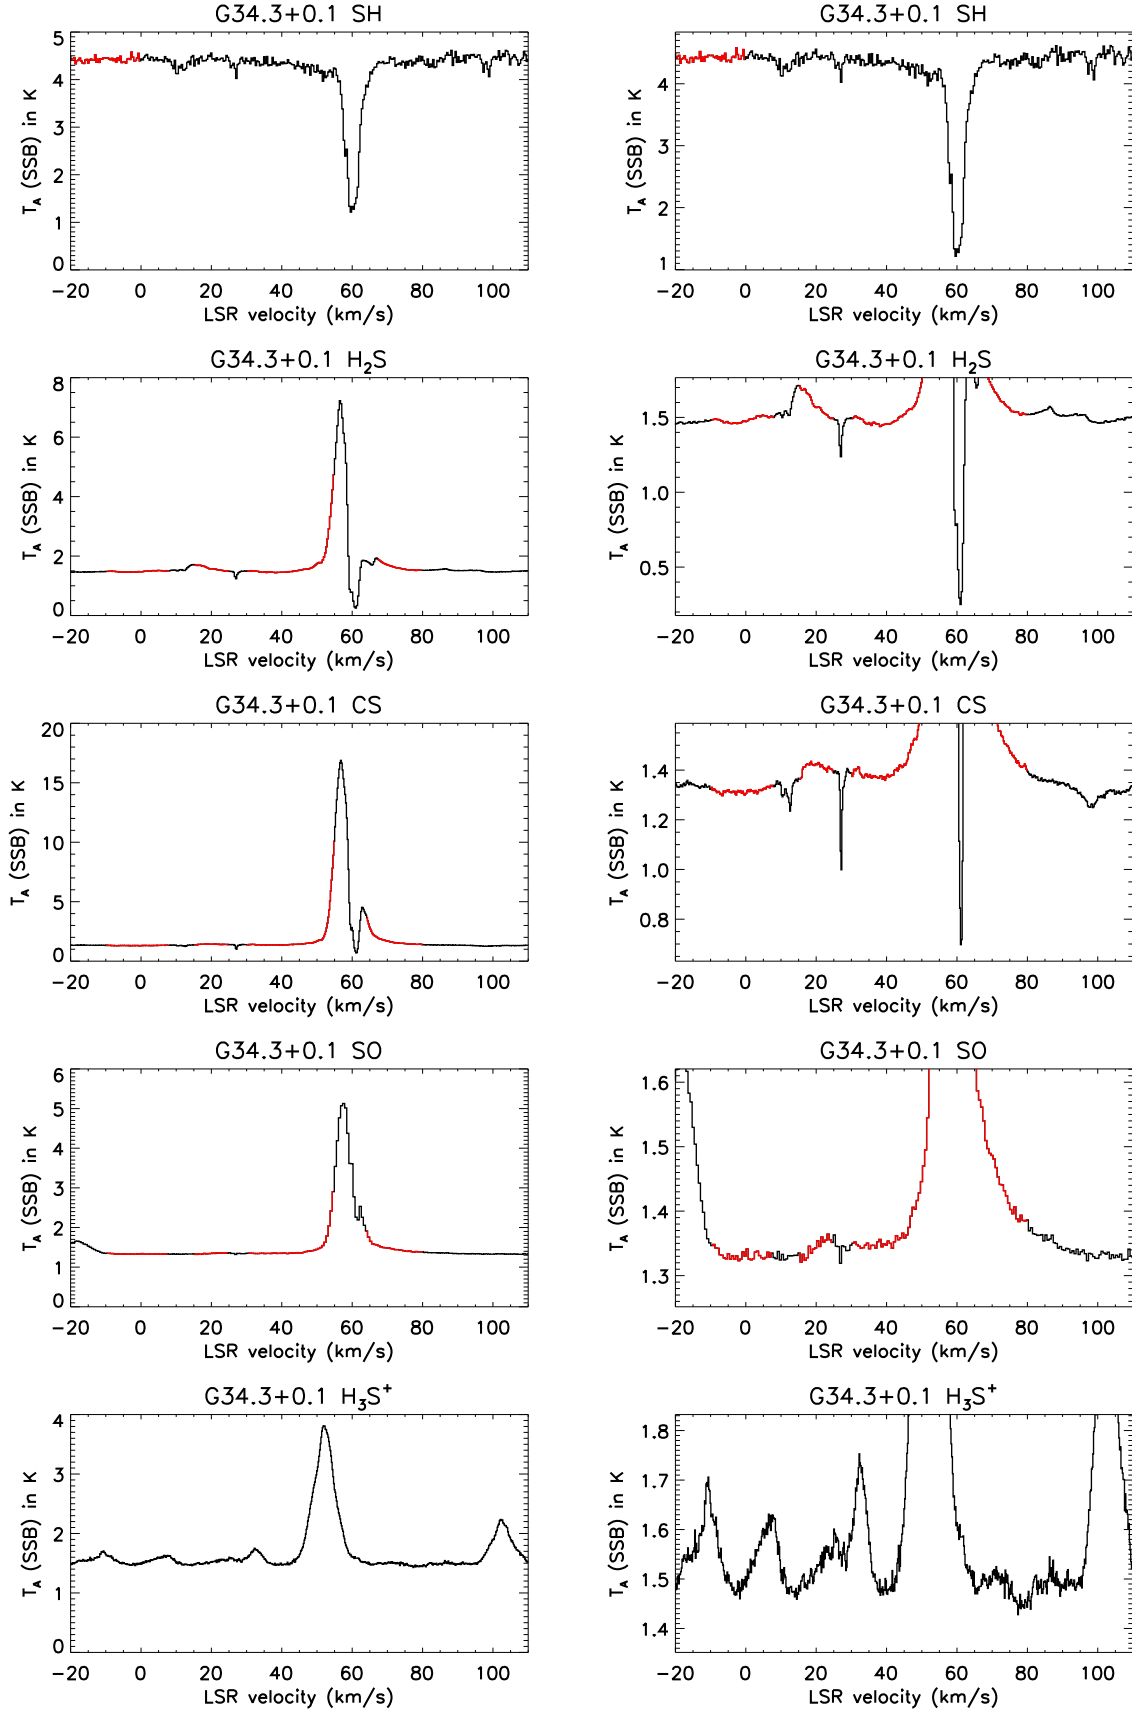 G34.3+0.1 SH
G34.3+0.1 SH
5
4
3
2
1
0
T_A (SSB) in K
4
3
2
1
T_A (SSB) in K
−20 0 20 40 60 80 100
LSR velocity (km/s)
−20 0 20 40 60 80 100
LSR velocity (km/s)
G34.3+0.1 H₂S
G34.3+0.1 H₂S
8
6
4
2
0
T_A (SSB) in K
1.5
1.0
0.5
T_A (SSB) in K
−20 0 20 40 60 80 100
LSR velocity (km/s)
−20 0 20 40 60 80 100
LSR velocity (km/s)
G34.3+0.1 CS
G34.3+0.1 CS
20
15
10
5
0
T_A (SSB) in K
1.4
1.2
1.0
0.8
T_A (SSB) in K
−20 0 20 40 60 80 100
LSR velocity (km/s)
−20 0 20 40 60 80 100
LSR velocity (km/s)
G34.3+0.1 SO
G34.3+0.1 SO
6
5
4
3
2
1
0
T_A (SSB) in K
1.6
1.5
1.4
1.3
T_A (SSB) in K
−20 0 20 40 60 80 100
LSR velocity (km/s)
−20 0 20 40 60 80 100
LSR velocity (km/s)
G34.3+0.1 H₃S⁺
G34.3+0.1 H₃S⁺
4
3
2
1
0
T_A (SSB) in K
1.8
1.7
1.6
1.5
1.4
T_A (SSB) in K
−20 0 20 40 60 80 100
LSR velocity (km/s)
−20 0 20 40 60 80 100
LSR velocity (km/s)